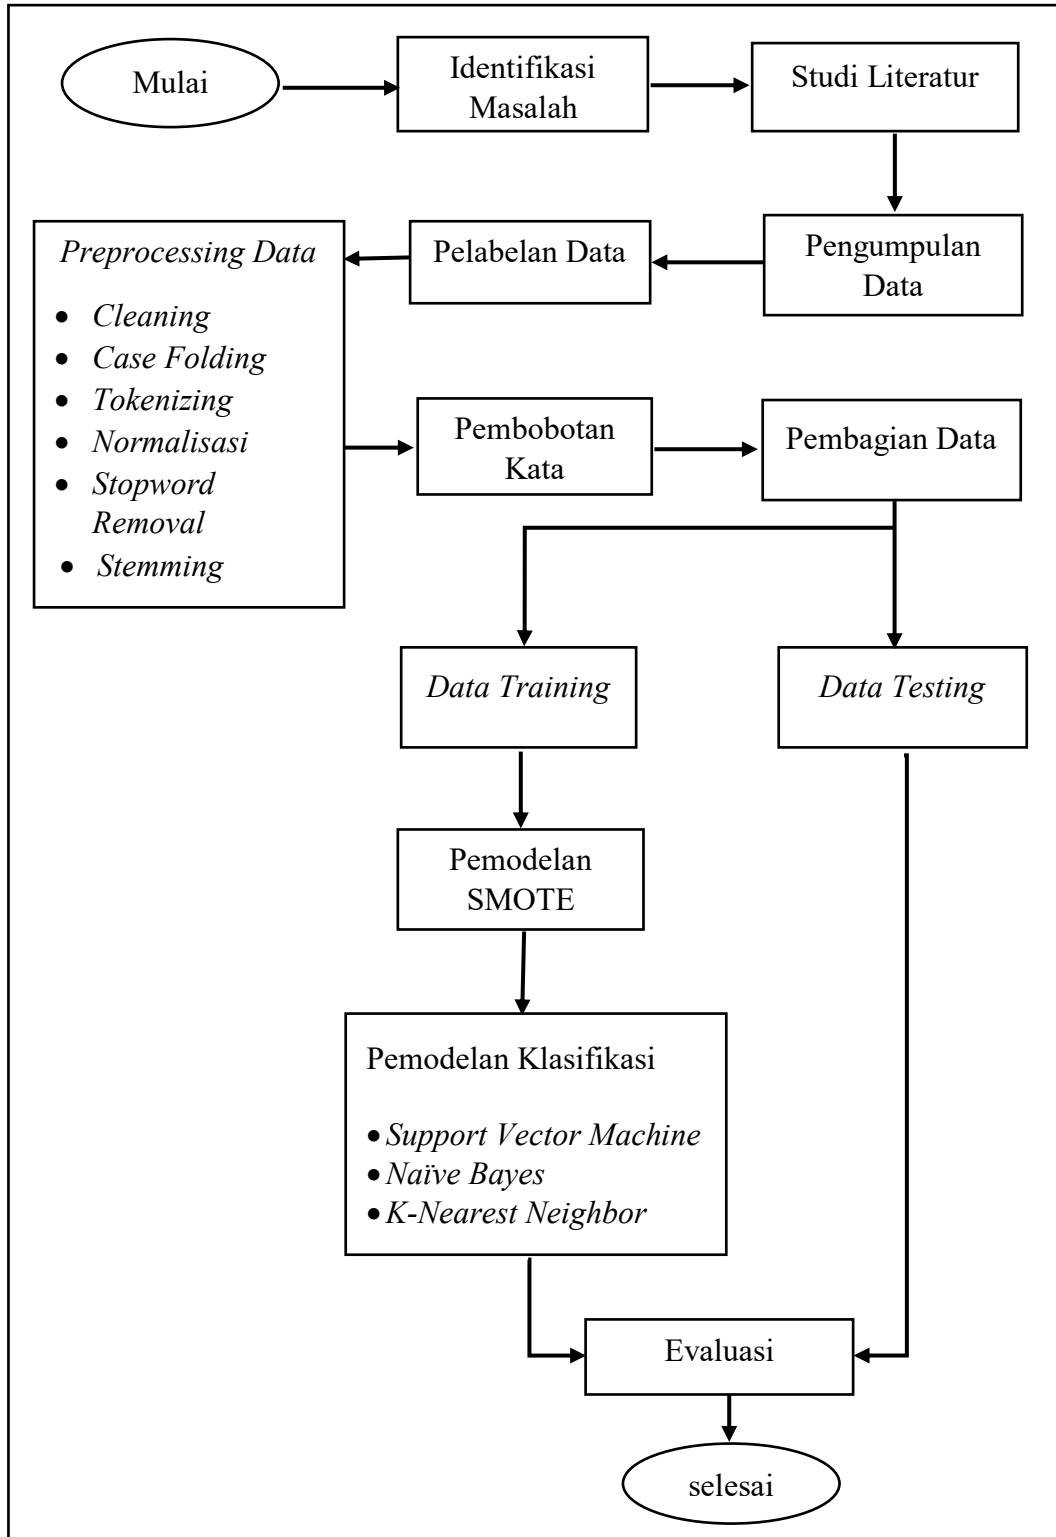 Mulai
Identifikasi
Masalah
Studi Literatur
Pengumpulan
Data
Pelabelan Data
Preprocessing Data
• Cleaning
• Case Folding
• Tokenizing
• Normalisasi
• Stopword
Removal
• Stemming
Pembobotan
Kata
Pembagian Data
Data Training
Data Testing
Pemodelan
SMOTE
Pemodelan Klasifikasi
• Support Vector Machine
• Naïve Bayes
• K-Nearest Neighbor
Evaluasi
selesai